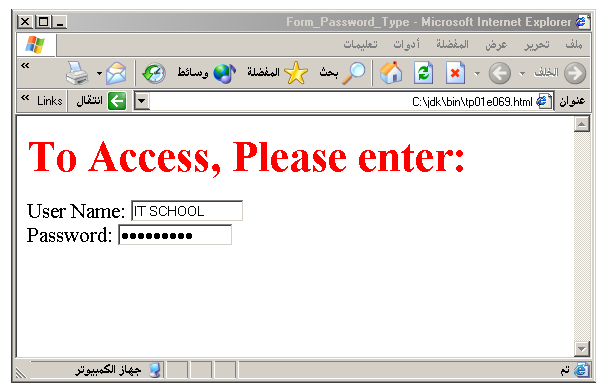 Form_Password_Type - Microsoft Internet Explorer
ملف تحرير عرض المفضلة أدوات تعليمات
الخلف بحث المفضلة وسائط
عنوان C:\jdk\bin\tp01e069.html انتقال Links
To Access, Please enter:
User Name: IT SCHOOL
Password: •••••••••
تم جهاز الكمبيوتر